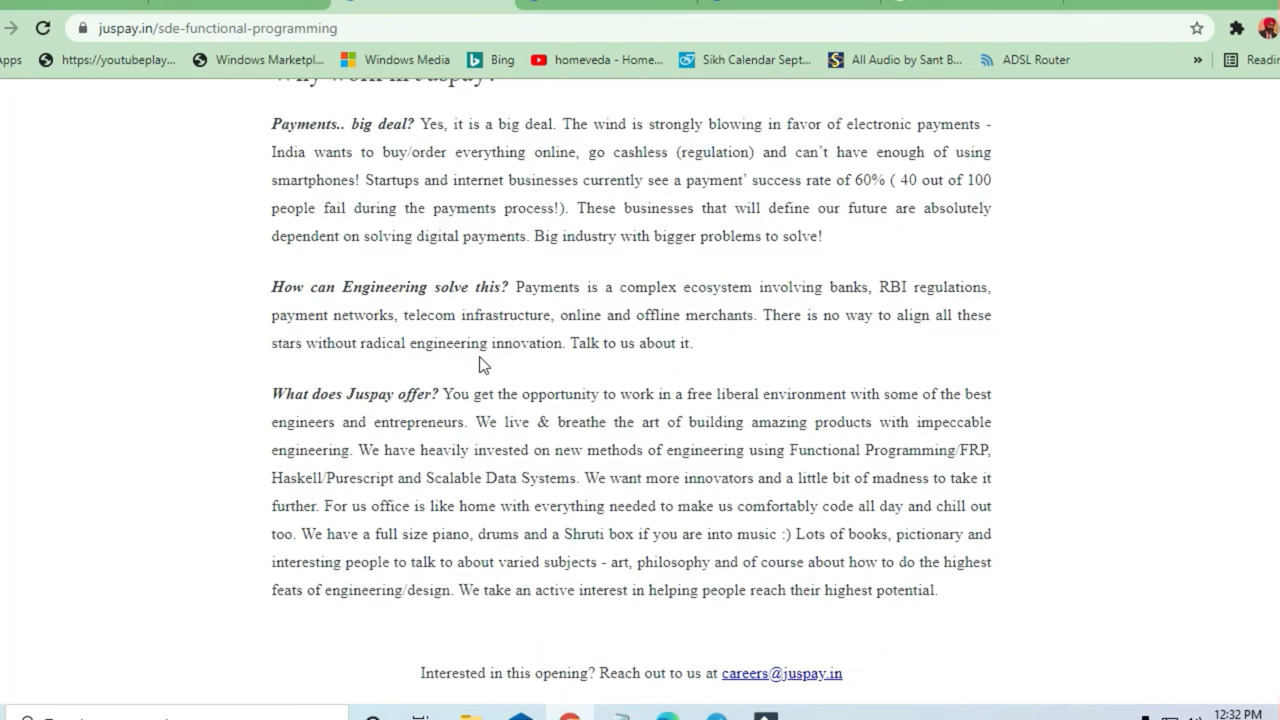 juspay.in/sde-functional-programming
Apps https://youtubeplay... Windows Marketpl... Windows Media Bing homeveda - Home... Sikh Calendar Sept... All Audio by Sant B... ADSL Router »
Why work in Juspay?
Payments.. big deal? Yes, it is a big deal. The wind is strongly blowing in favor of electronic payments -
India wants to buy/order everything online, go cashless (regulation) and can't have enough of using
smartphones! Startups and internet businesses currently see a payment' success rate of 60% ( 40 out of 100
people fail during the payments process!). These businesses that will define our future are absolutely
dependent on solving digital payments. Big industry with bigger problems to solve!
How can Engineering solve this? Payments is a complex ecosystem involving banks, RBI regulations,
payment networks, telecom infrastructure, online and offline merchants. There is no way to align all these
stars without radical engineering innovation. Talk to us about it.
What does Juspay offer? You get the opportunity to work in a free liberal environment with some of the best
engineers and entrepreneurs. We live & breathe the art of building amazing products with impeccable
engineering. We have heavily invested on new methods of engineering using Functional Programming/FRP,
Haskell/Purescript and Scalable Data Systems. We want more innovators and a little bit of madness to take it
further. For us office is like home with everything needed to make us comfortably code all day and chill out
too. We have a full size piano, drums and a Shruti box if you are into music :) Lots of books, pictionary and
interesting people to talk to about varied subjects - art, philosophy and of course about how to do the highest
feats of engineering/design. We take an active interest in helping people reach their highest potential.
Interested in this opening? Reach out to us at careers@juspay.in
12:32 PM